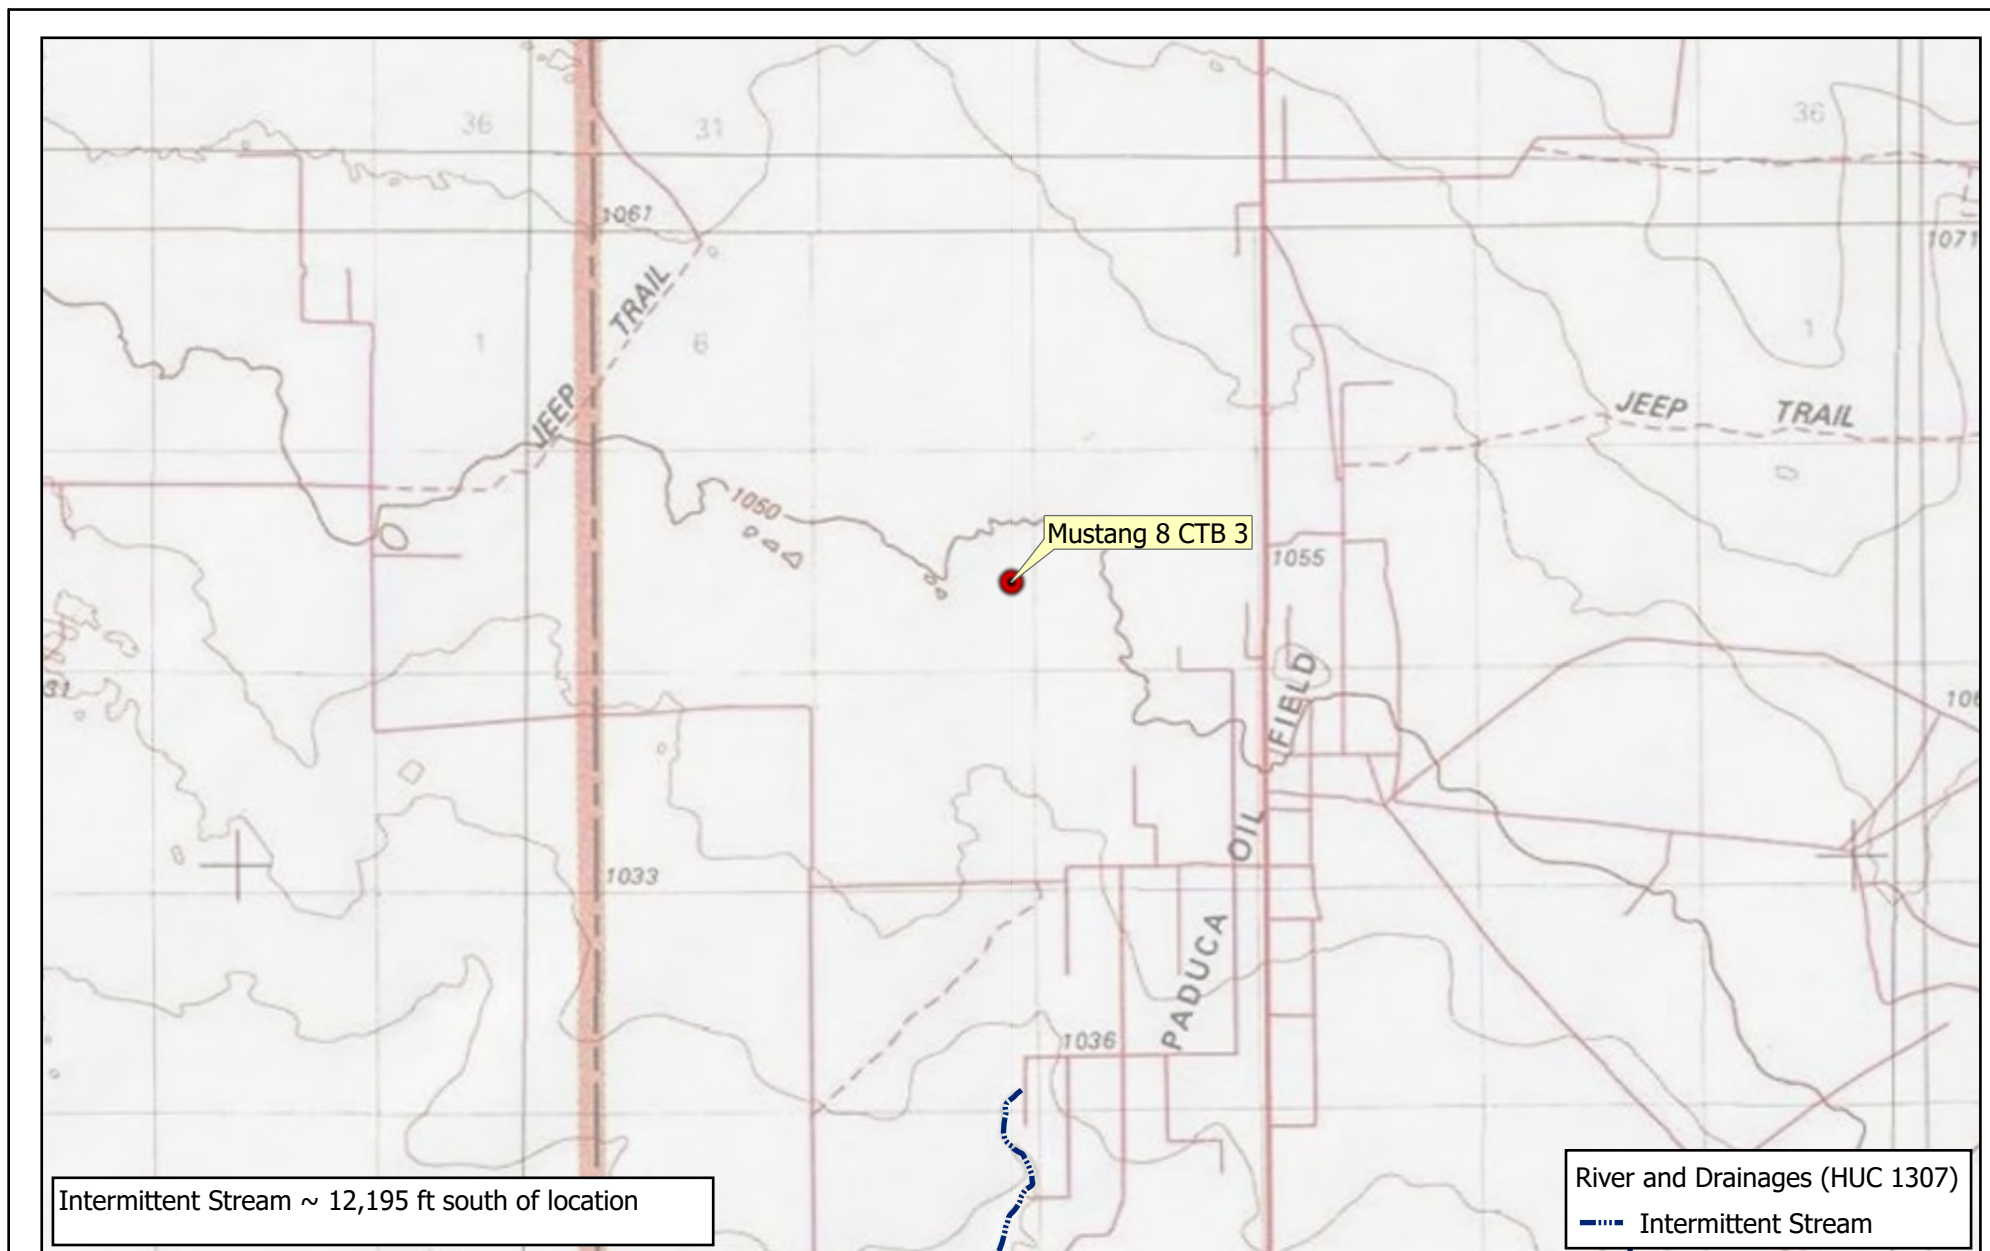 36
31
36
1061
1071
JEEP TRAIL
1
6
1
JEEP TRAIL
1050
Mustang 8 CTB 3
1055
31
PADUCA OIL FIELD
1033
1036
Intermittent Stream ~ 12,195 ft south of location
River and Drainages (HUC 1307)
Intermittent Stream